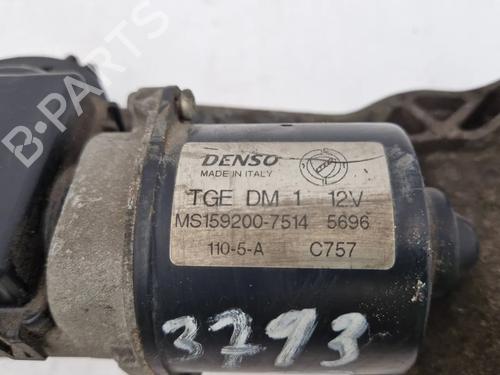 B-PARTS
DENSO
MADE IN ITALY
TGE DM 1 12V
MS159200-7514 5696
110-5-A C757
3793